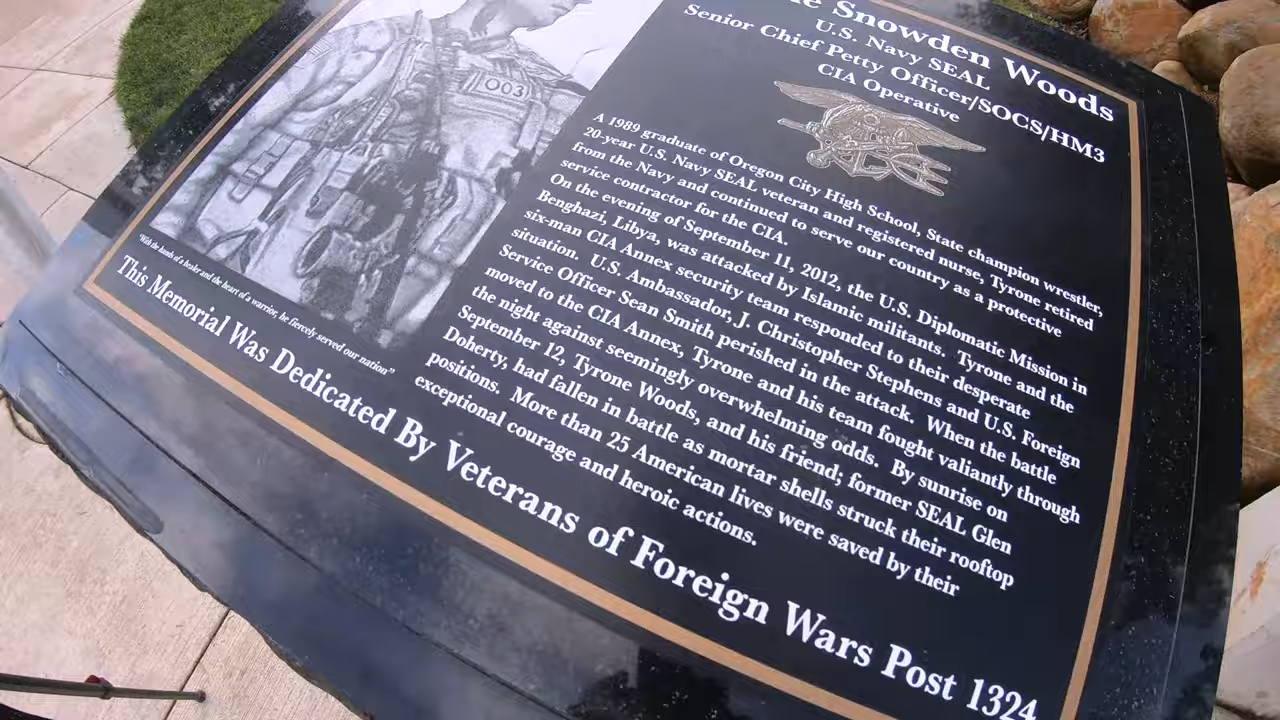 Snowden Woods
U.S. Navy SEAL
Senior Chief Petty Officer/SOCS/HM3
CIA Operative
003
A 1989 graduate of Oregon City High School, State champion wrestler,
20-year U.S. Navy SEAL veteran and registered nurse, Tyrone retired
from the Navy and continued to serve our country as a protective
service contractor for the CIA.
On the evening of September 11, 2012, the U.S. Diplomatic Mission in
Benghazi, Libya, was attacked by Islamic militants. Tyrone and the
six-man CIA Annex security team responded to their desperate
situation. U.S. Ambassador, J. Christopher Stephens and U.S. Foreign
Service Officer Sean Smith perished in the attack. When the battle
moved to the CIA Annex, Tyrone and his team fought valiantly through
the night against seemingly overwhelming odds. By sunrise on
September 12, Tyrone Woods, and his friend; former SEAL Glen
Doherty, had fallen in battle as mortar shells struck their rooftop
positions. More than 25 American lives were saved by their
exceptional courage and heroic actions.
"With the hands of a healer and the heart of a warrior, he fiercely served our nation"
This Memorial Was Dedicated By Veterans of Foreign Wars Post 1324